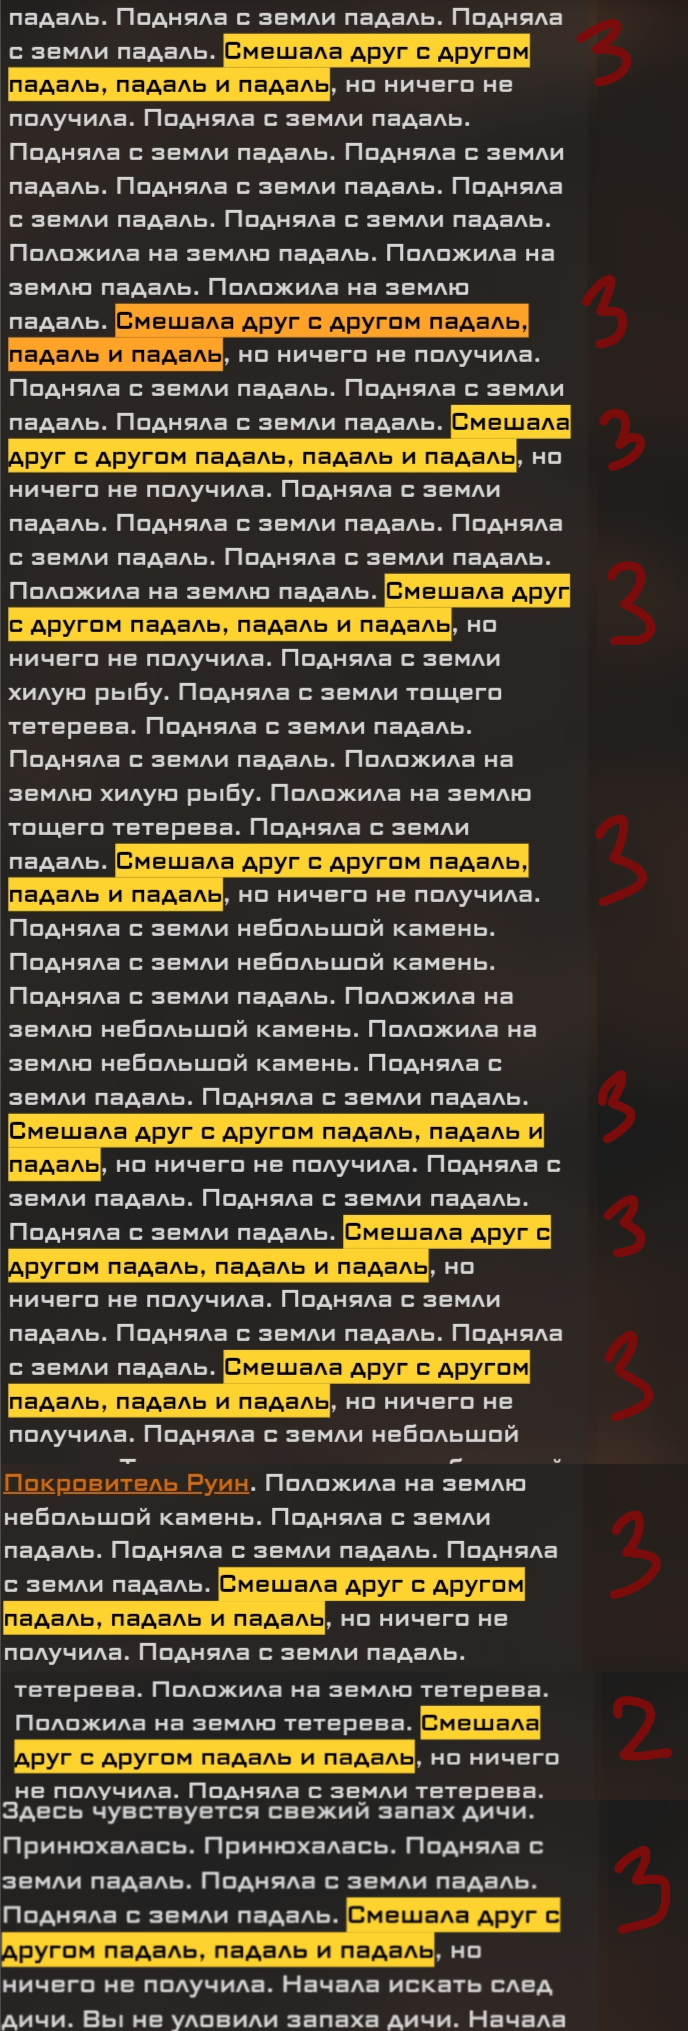 падаль. Подняла с земли падаль. Подняла
с земли падаль. Смешала друг с другом
3
падаль, падаль и падаль, но ничего не
получила. Подняла с земли падаль.
Подняла с земли падаль. Подняла с земли
падаль. Подняла с земли падаль. Подняла
с земли падаль. Подняла с земли падаль.
Положила на землю падаль. Положила на
землю падаль. Положила на землю
падаль. Смешала друг с другом падаль,
3
падаль и падаль, но ничего не получила.
Подняла с земли падаль. Подняла с земли
падаль. Подняла с земли падаль. Смешала
3
друг с другом падаль, падаль и падаль, но
ничего не получила. Подняла с земли
падаль. Подняла с земли падаль. Подняла
с земли падаль. Подняла с земли падаль.
Положила на землю падаль. Смешала друг
3
с другом падаль, падаль и падаль, но
ничего не получила. Подняла с земли
хилую рыбу. Подняла с земли тощего
тетерева. Подняла с земли падаль.
Подняла с земли падаль. Положила на
землю хилую рыбу. Положила на землю
тощего тетерева. Подняла с земли
падаль. Смешала друг с другом падаль,
3
падаль и падаль, но ничего не получила.
Подняла с земли небольшой камень.
Подняла с земли небольшой камень.
Подняла с земли падаль. Положила на
землю небольшой камень. Положила на
землю небольшой камень. Подняла с
земли падаль. Подняла с земли падаль.
3
Смешала друг с другом падаль, падаль и
падаль, но ничего не получила. Подняла с
земли падаль. Подняла с земли падаль.
Подняла с земли падаль. Смешала друг с
3
другом падаль, падаль и падаль, но
ничего не получила. Подняла с земли
падаль. Подняла с земли падаль. Подняла
с земли падаль. Смешала друг с другом
3
падаль, падаль и падаль, но ничего не
получила. Подняла с земли небольшой
Покровитель Руин. Положила на землю
небольшой камень. Подняла с земли
падаль. Подняла с земли падаль. Подняла
3
с земли падаль. Смешала друг с другом
падаль, падаль и падаль, но ничего не
получила. Подняла с земли падаль.
тетерева. Положила на землю тетерева.
Положила на землю тетерева. Смешала
2
друг с другом падаль и падаль, но ничего
не получила. Подняла с земли тетерева.
Здесь чувствуется свежий запах дичи.
Принюхалась. Принюхалась. Подняла с
земли падаль. Подняла с земли падаль.
3
Подняла с земли падаль. Смешала друг с
другом падаль, падаль и падаль, но
ничего не получила. Начала искать след
дичи. Вы не уловили запаха дичи. Начала